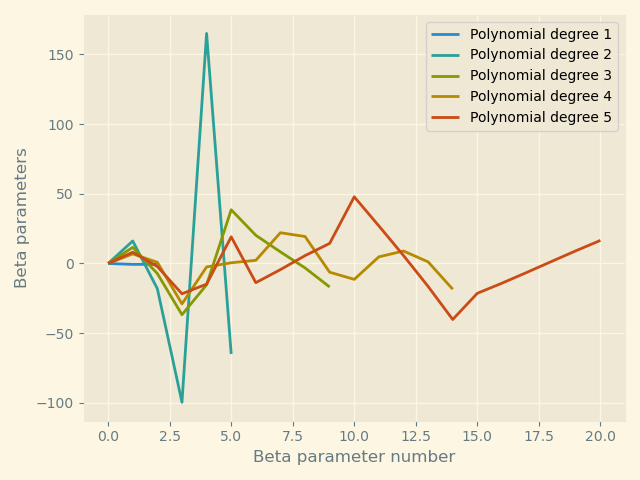 Polynomial degree 1
Polynomial degree 2
Polynomial degree 3
Polynomial degree 4
Polynomial degree 5
150
100
50
0
−50
−100
Beta parameters
0.0 2.5 5.0 7.5 10.0 12.5 15.0 17.5 20.0
Beta parameter number